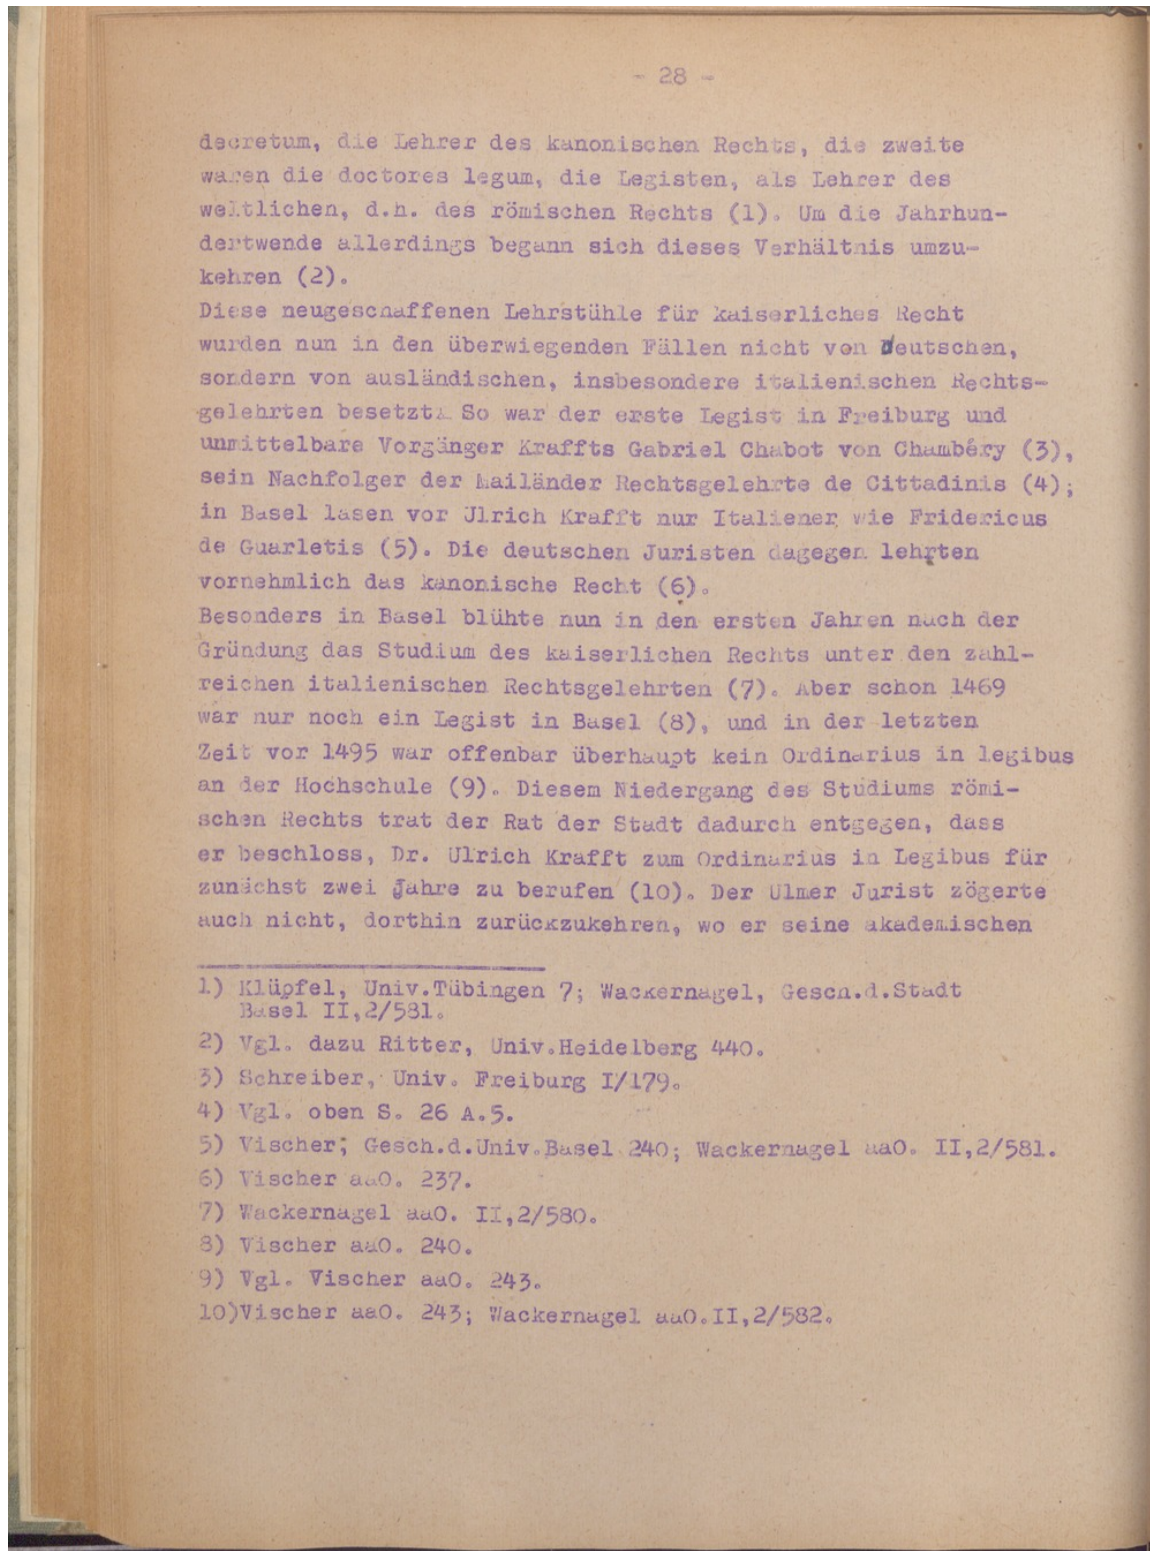 - 28 -
decretum, die Lehrer des kanonischen Rechts, die zweite
waren die doctores legum, die Legisten, als Lehrer des
weltlichen, d.h. des römischen Rechts (1). Um die Jahrhun-
dertwende allerdings begann sich dieses Verhältnis umzu-
kehren (2).
Diese neugeschaffenen Lehrstühle für kaiserliches Recht
wurden nun in den überwiegenden Fällen nicht von deutschen,
sondern von ausländischen, insbesondere italienischen Rechts-
gelehrten besetzt. So war der erste Legist in Freiburg und
unmittelbare Vorgänger Kraffts Gabriel Chabot von Chambéry (3),
sein Nachfolger der Mailänder Rechtsgelehrte de Cittadinis (4);
in Basel lasen vor Ulrich Krafft nur Italiener wie Fridericus
de Guarletis (5). Die deutschen Juristen dagegen lehrten
vornehmlich das kanonische Recht (6).
Besonders in Basel blühte nun in den ersten Jahren nach der
Gründung das Studium des kaiserlichen Rechts unter den zahl-
reichen italienischen Rechtsgelehrten (7). Aber schon 1469
war nur noch ein Legist in Basel (8), und in der letzten
Zeit vor 1495 war offenbar überhaupt kein Ordinarius in legibus
an der Hochschule (9). Diesem Niedergang des Studiums römi-
schen Rechts trat der Rat der Stadt dadurch entgegen, dass
er beschloss, Dr. Ulrich Krafft zum Ordinarius in Legibus für
zunächst zwei Jahre zu berufen (10). Der Ulmer Jurist zögerte
auch nicht, dorthin zurückzukehren, wo er seine akademischen
1) Klüpfel, Univ.Tübingen 7; Wackernagel, Gesch.d.Stadt
Basel II,2/581.
2) Vgl. dazu Ritter, Univ.Heidelberg 440.
3) Schreiber, Univ. Freiburg I/179.
4) Vgl. oben S. 26 A.5.
5) Vischer; Gesch.d.Univ.Basel 240; Wackernagel aaO. II,2/581.
6) Vischer aaO. 237.
7) Wackernagel aaO. II,2/580.
8) Vischer aaO. 240.
9) Vgl. Vischer aaO. 243.
10)Vischer aaO. 243; Wackernagel aaO.II,2/582.